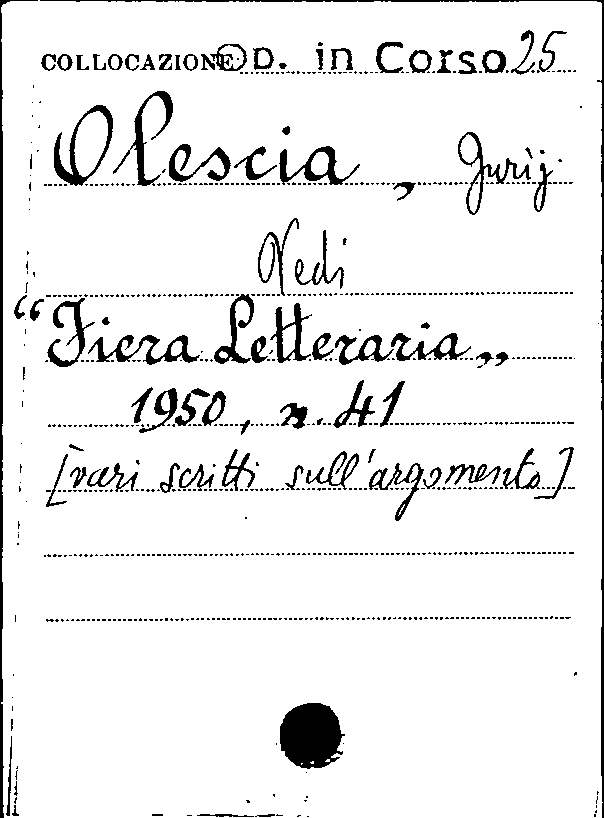 COLLOCAZIONE D. in Corso 25
Olescia, Jurij
Vedi
“Fiera Letteraria„
1950, n. 41
[vari scritti sull'argomento]